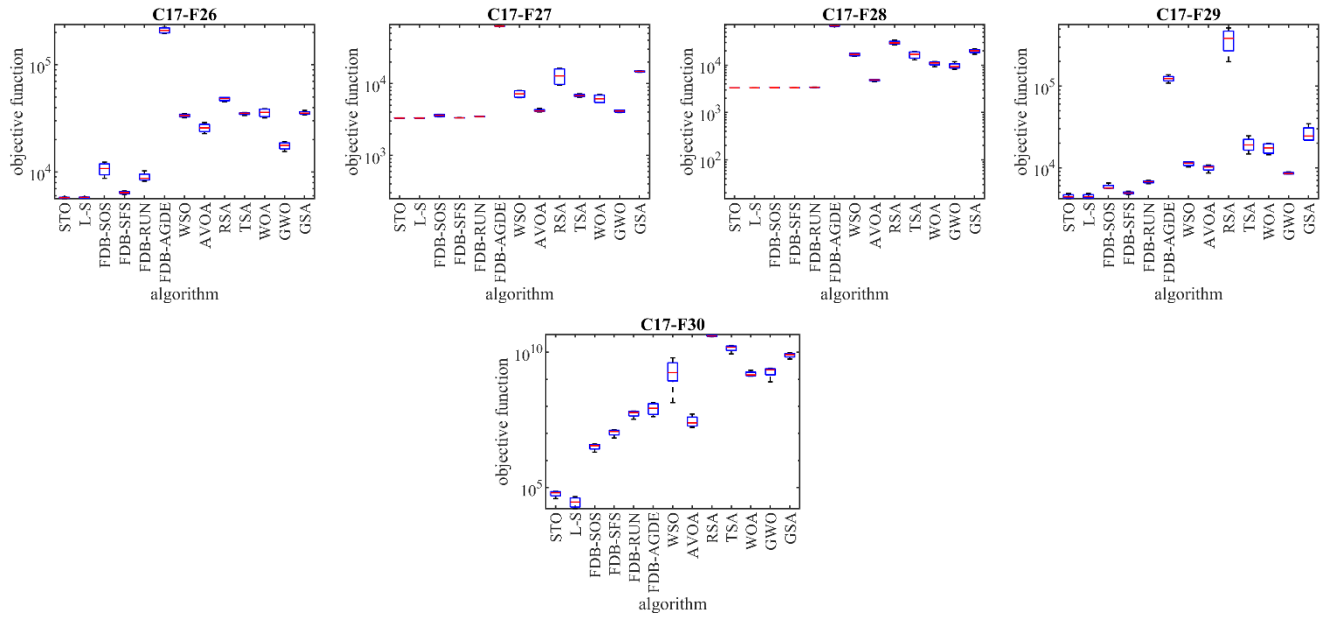 C17-F26
objective function
10^5
10^4
STO
L-S
FDB-SOS
FDB-SFS
FDB-RUN
FDB-AGDE
WSO
AVOA
RSA
TSA
WOA
GWO
GSA
algorithm
C17-F27
objective function
10^4
10^3
STO
L-S
FDB-SOS
FDB-SFS
FDB-RUN
FDB-AGDE
WSO
AVOA
RSA
TSA
WOA
GWO
GSA
algorithm
C17-F28
objective function
10^4
10^3
10^2
STO
L-S
FDB-SOS
FDB-SFS
FDB-RUN
FDB-AGDE
WSO
AVOA
RSA
TSA
WOA
GWO
GSA
algorithm
C17-F29
objective function
10^5
10^4
STO
L-S
FDB-SOS
FDB-SFS
FDB-RUN
FDB-AGDE
WSO
AVOA
RSA
TSA
WOA
GWO
GSA
algorithm
C17-F30
objective function
10^10
10^5
STO
L-S
FDB-SOS
FDB-SFS
FDB-RUN
FDB-AGDE
WSO
AVOA
RSA
TSA
WOA
GWO
GSA
algorithm